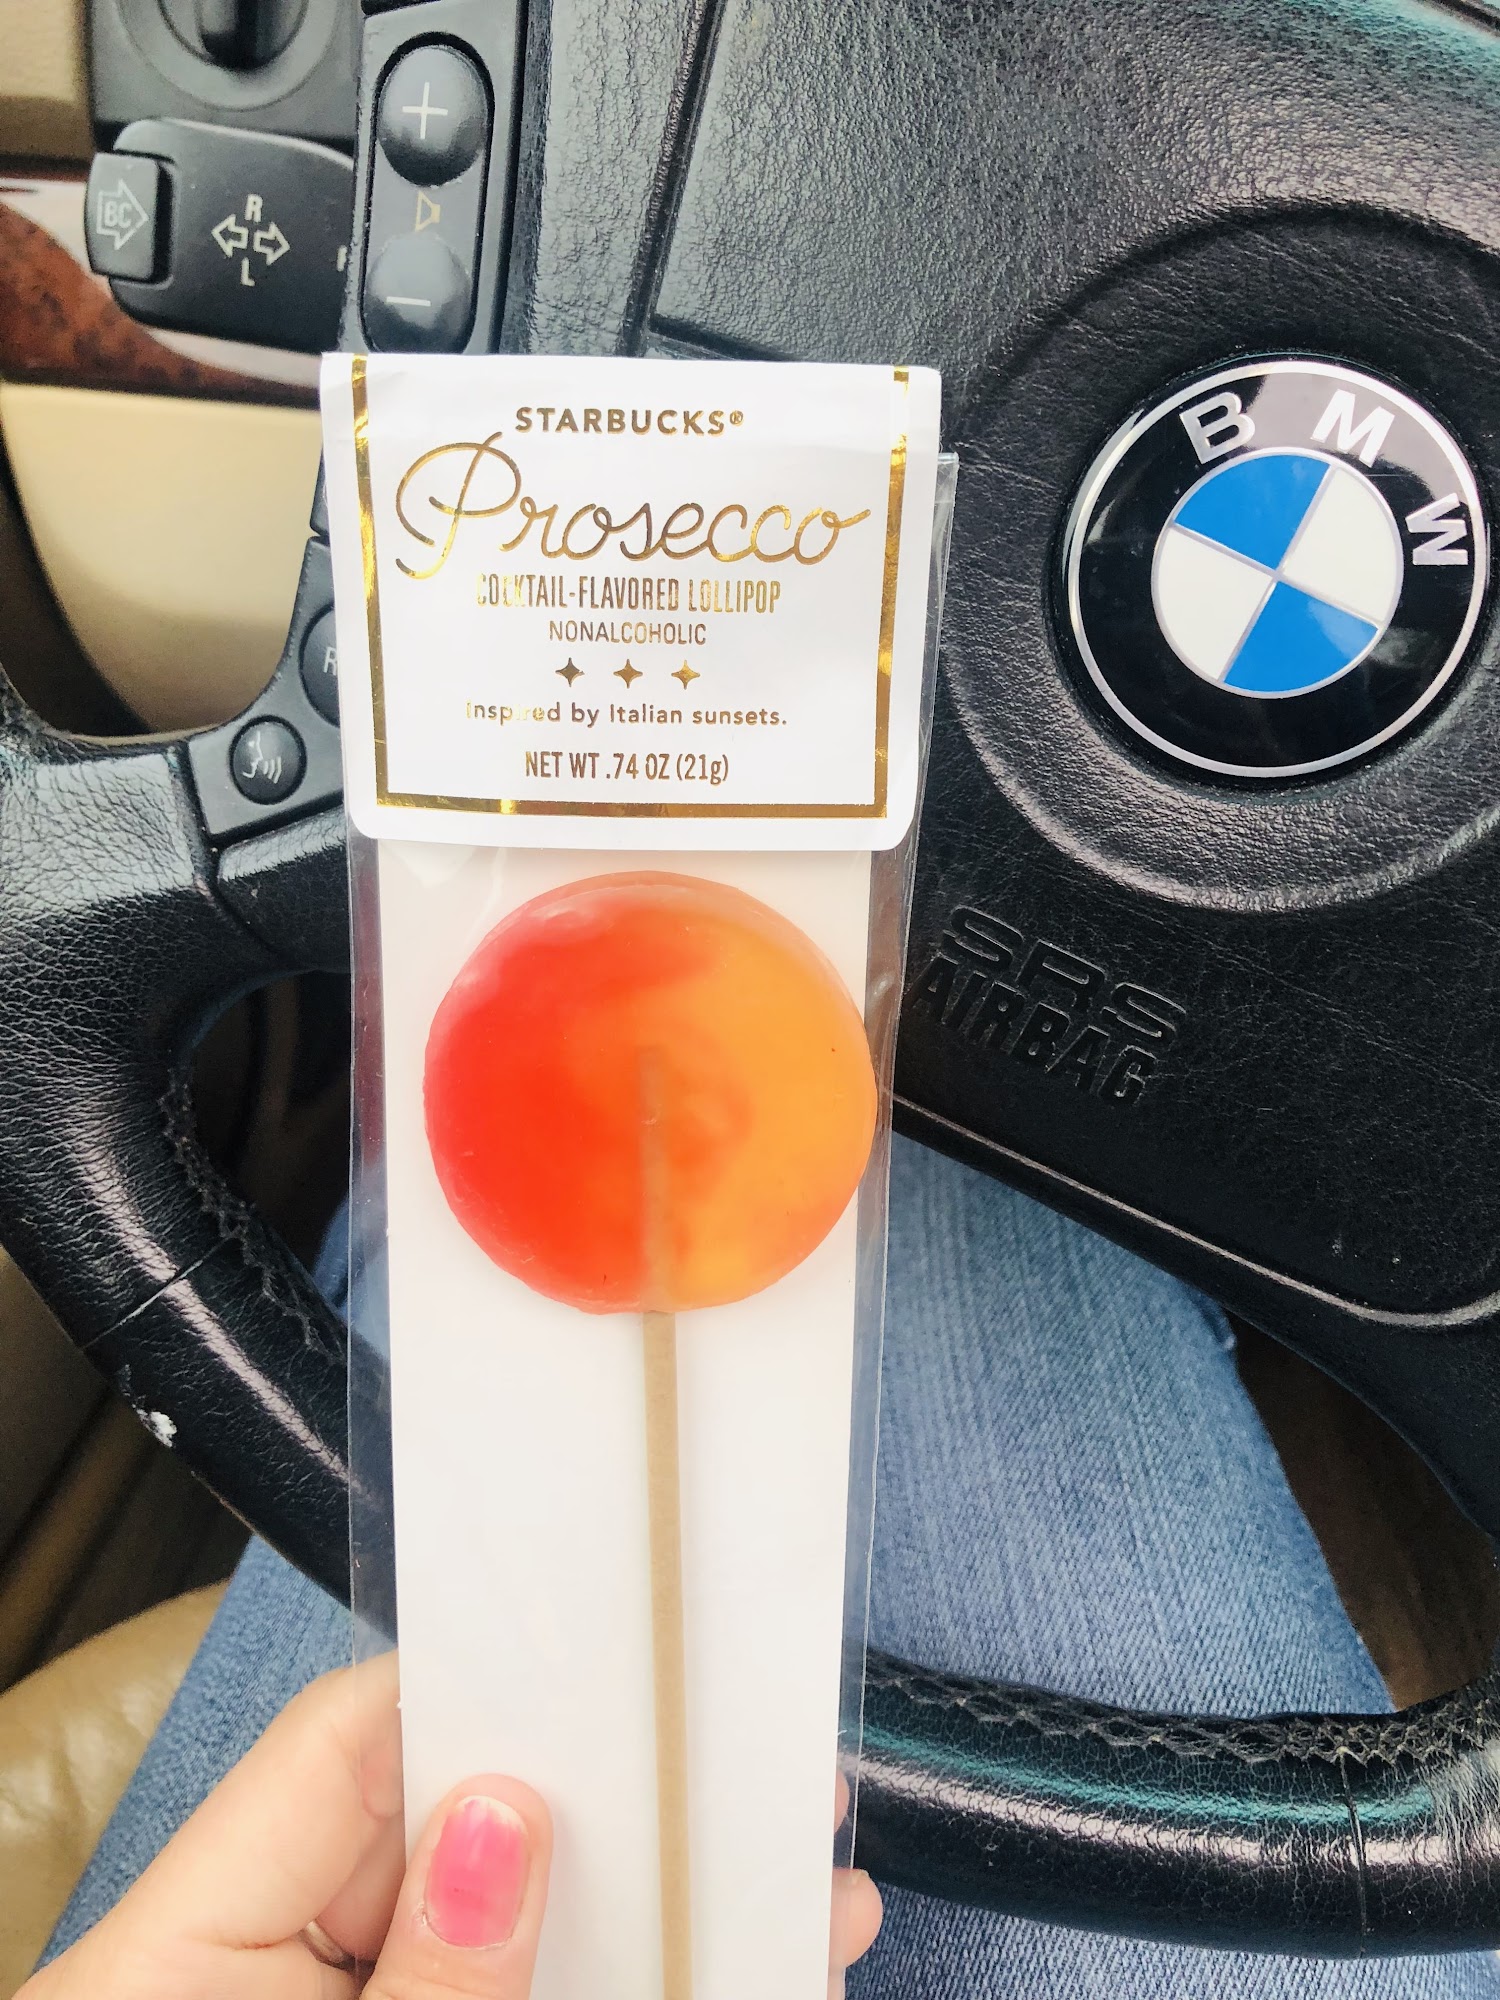 BC
R
L
STARBUCKS®
Prosecco
COCKTAIL-FLAVORED LOLLIPOP
NONALCOHOLIC
Inspired by Italian sunsets.
NET WT .74 OZ (21g)
BMW
R
SRS
AIRBAG